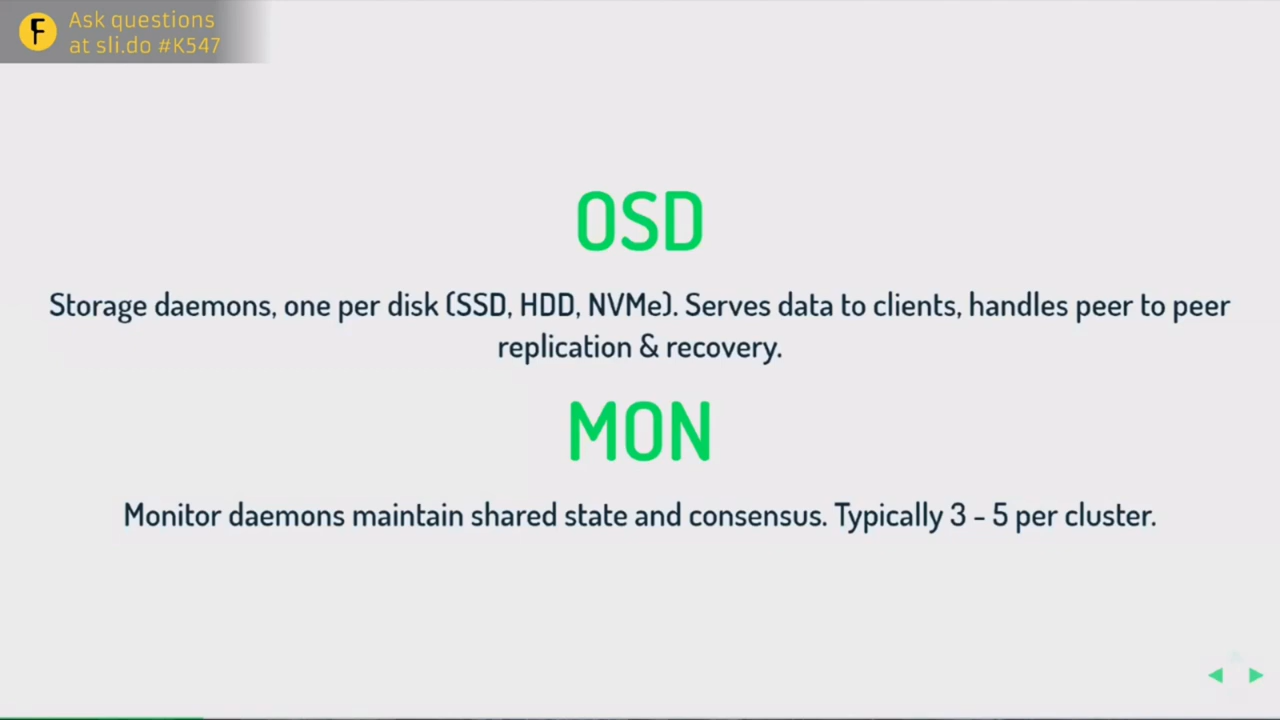 Ask questions
at sli.do #K547
OSD
Storage daemons, one per disk (SSD, HDD, NVMe). Serves data to clients, handles peer to peer
replication & recovery.
MON
Monitor daemons maintain shared state and consensus. Typically 3 - 5 per cluster.